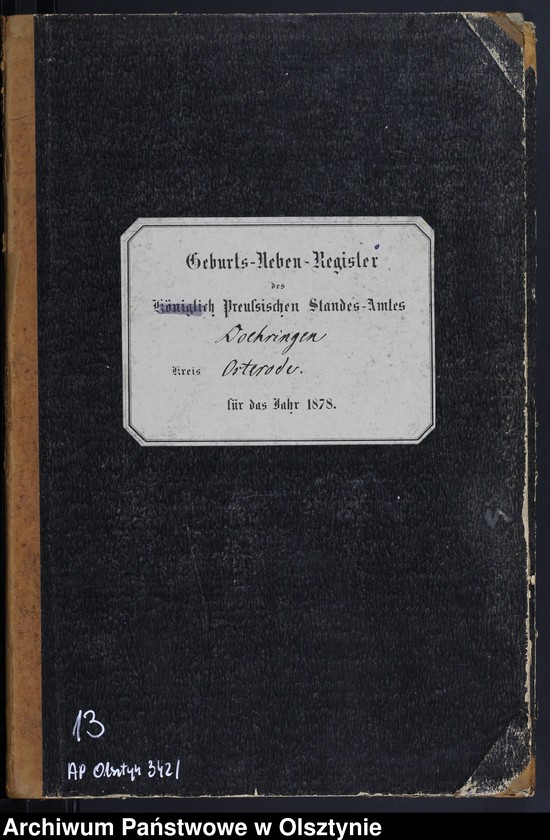 Geburts-Neben-Register
des
Königlich Preußischen Standes-Amtes
Doehringen
Kreis Osterode.
für das Jahr 1878.
13
AP Olsztyn 3421
Archiwum Państwowe w Olsztynie